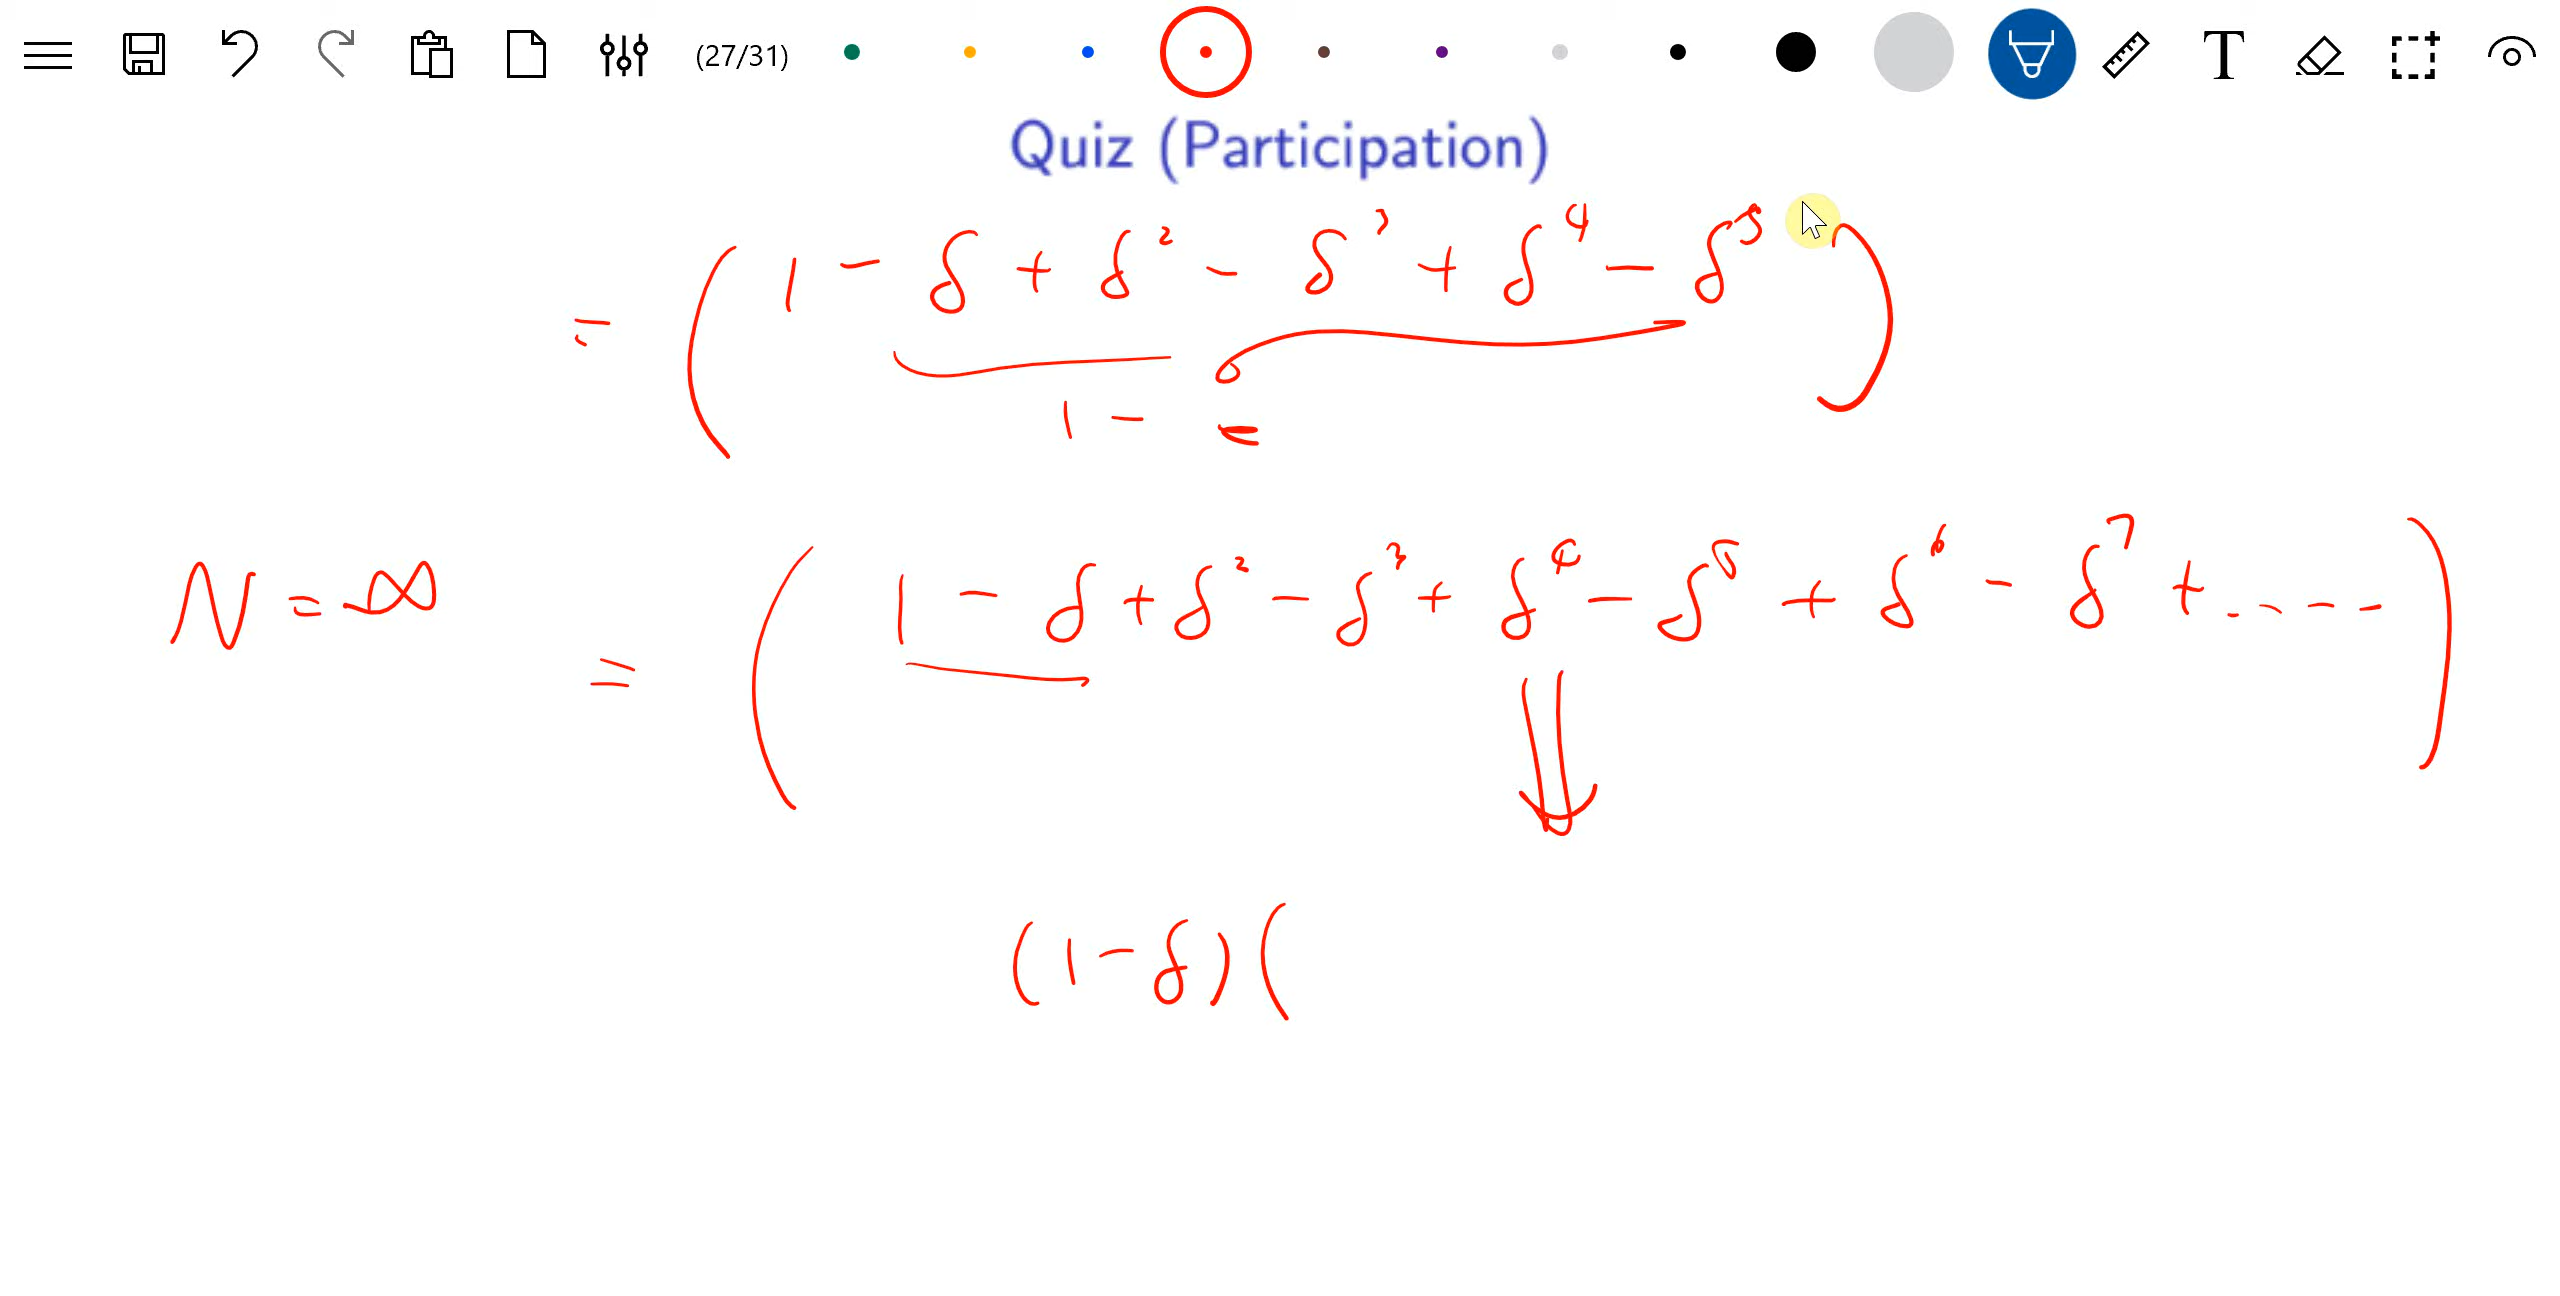 (27/31)
Quiz (Participation)
= ( 1 - δ + δ² - δ³ + δ⁴ - δ⁵ )
1 - =
N = ∞
= ( 1 - δ + δ² - δ³ + δ⁴ - δ⁵ + δ⁶ - δ⁷ + ..... )
(1-δ) (